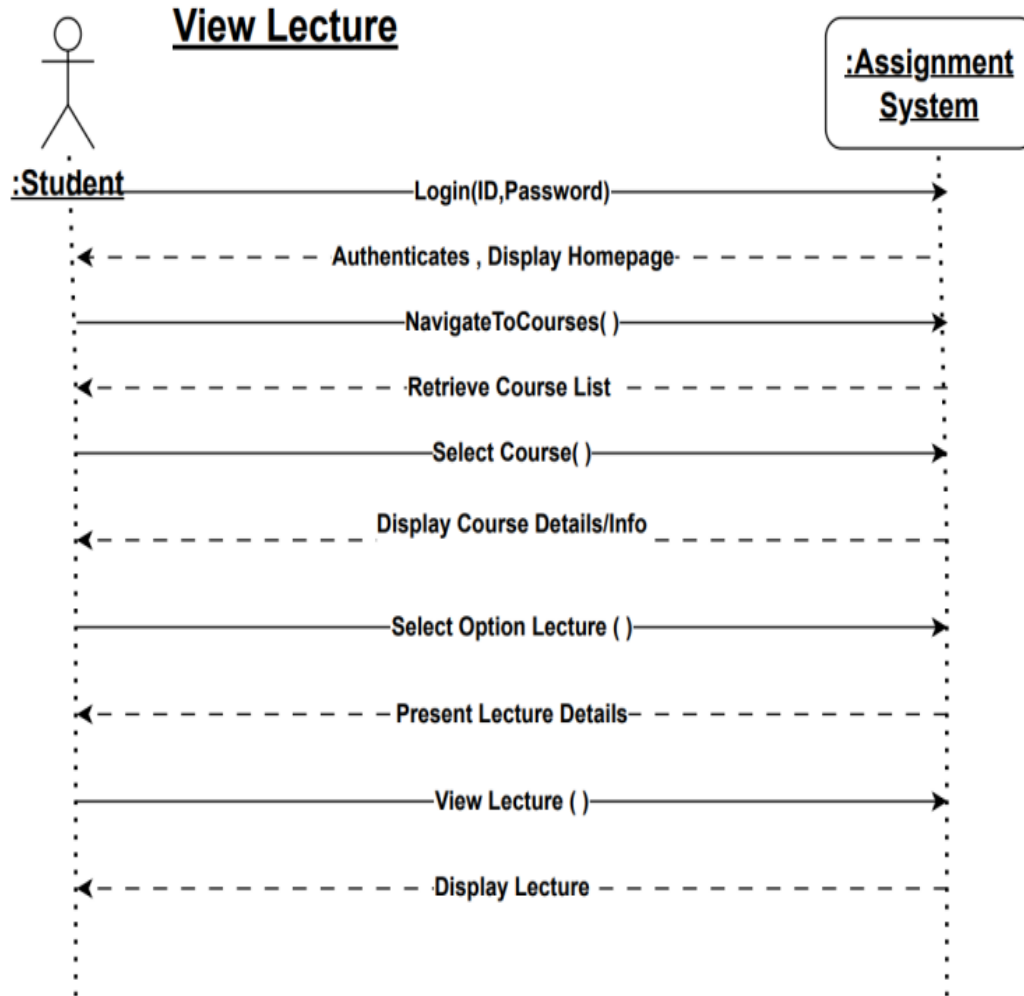 View Lecture
:Assignment
System
:Student
Login(ID,Password)
Authenticates , Display Homepage
NavigateToCourses( )
Retrieve Course List
Select Course( )
Display Course Details/Info
Select Option Lecture ( )
Present Lecture Details
View Lecture ( )
Display Lecture